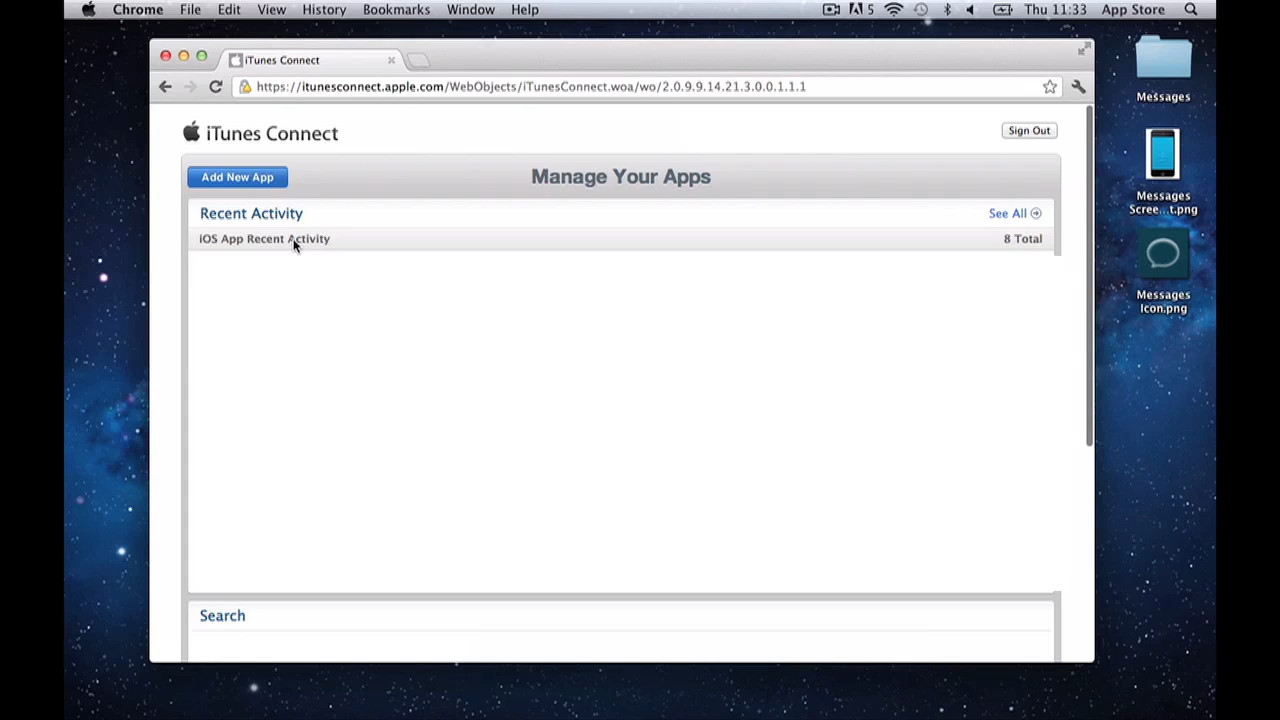 Chrome File Edit View History Bookmarks Window Help 5 Thu 11:33 App Store
iTunes Connect
https://itunesconnect.apple.com/WebObjects/iTunesConnect.woa/wo/2.0.9.9.14.21.3.0.0.1.1.1
iTunes Connect
Sign Out
Add New App
Manage Your Apps
Recent Activity
See All
iOS App Recent Activity
8 Total
Search
Messages
Messages
Scree...t.png
Messages
Icon.png